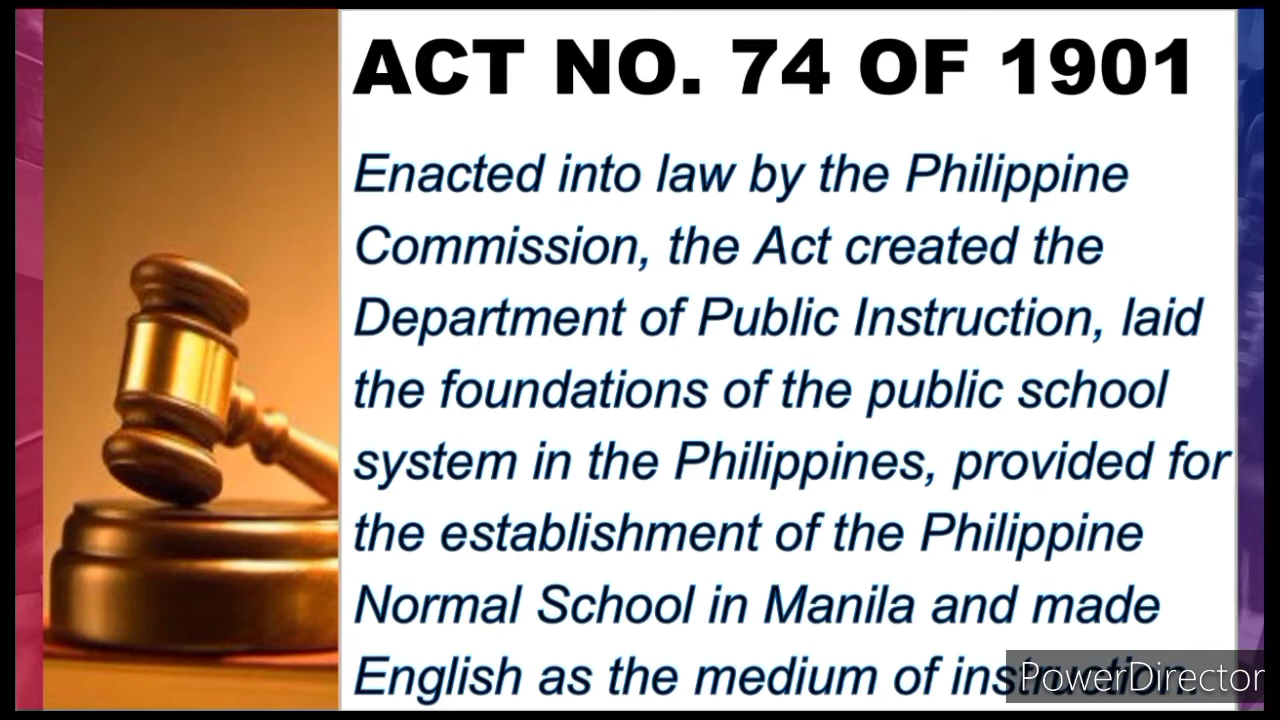 ACT NO. 74 OF 1901
Enacted into law by the Philippine
Commission, the Act created the
Department of Public Instruction, laid
the foundations of the public school
system in the Philippines, provided for
the establishment of the Philippine
Normal School in Manila and made
English as the medium of instruction.
PowerDirector